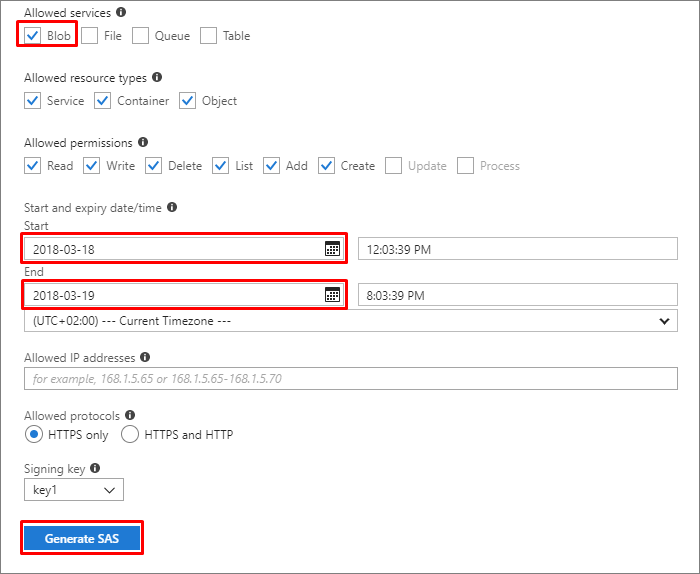 Allowed services
Blob File Queue Table
Allowed resource types
Service Container Object
Allowed permissions
Read Write Delete List Add Create Update Process
Start and expiry date/time
Start
2018-03-18 12:03:39 PM
End
2018-03-19 8:03:39 PM
(UTC+02:00) --- Current Timezone ---
Allowed IP addresses
for example, 168.1.5.65 or 168.1.5.65-168.1.5.70
Allowed protocols
HTTPS only HTTPS and HTTP
Signing key
key1
Generate SAS